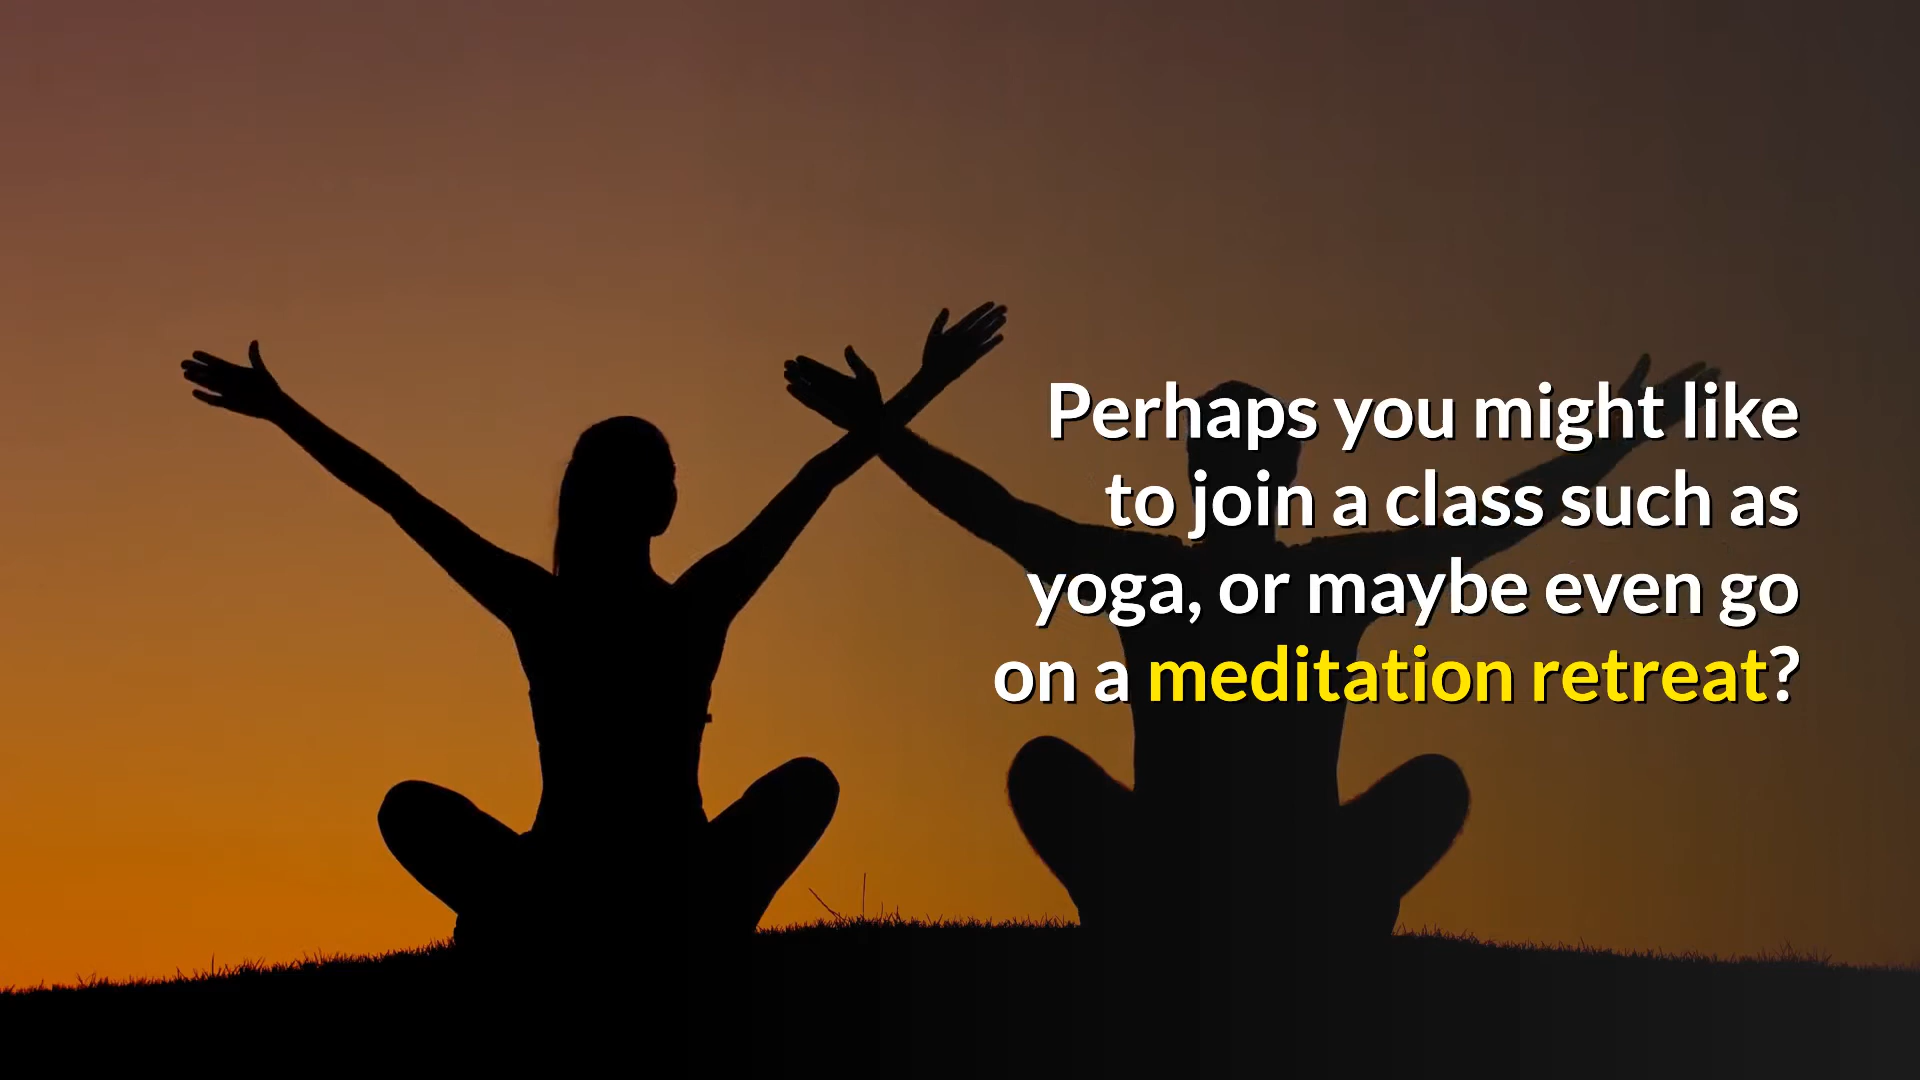 Perhaps you might like
to join a class such as
yoga, or maybe even go
on a meditation retreat?